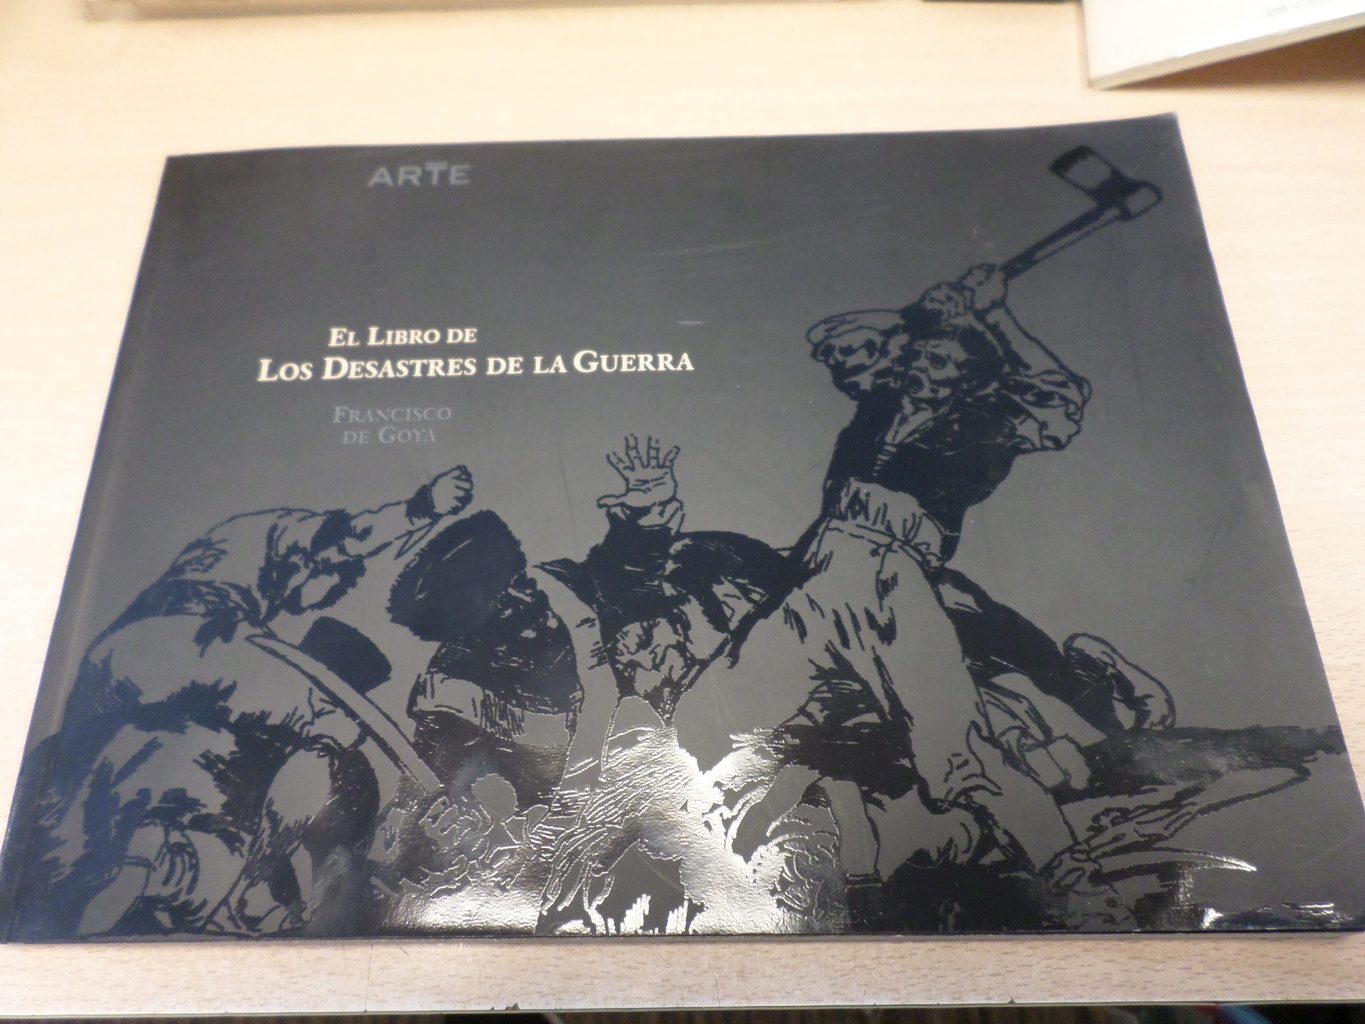 ARTE
EL LIBRO DE
LOS DESASTRES DE LA GUERRA
FRANCISCO
DE GOYA